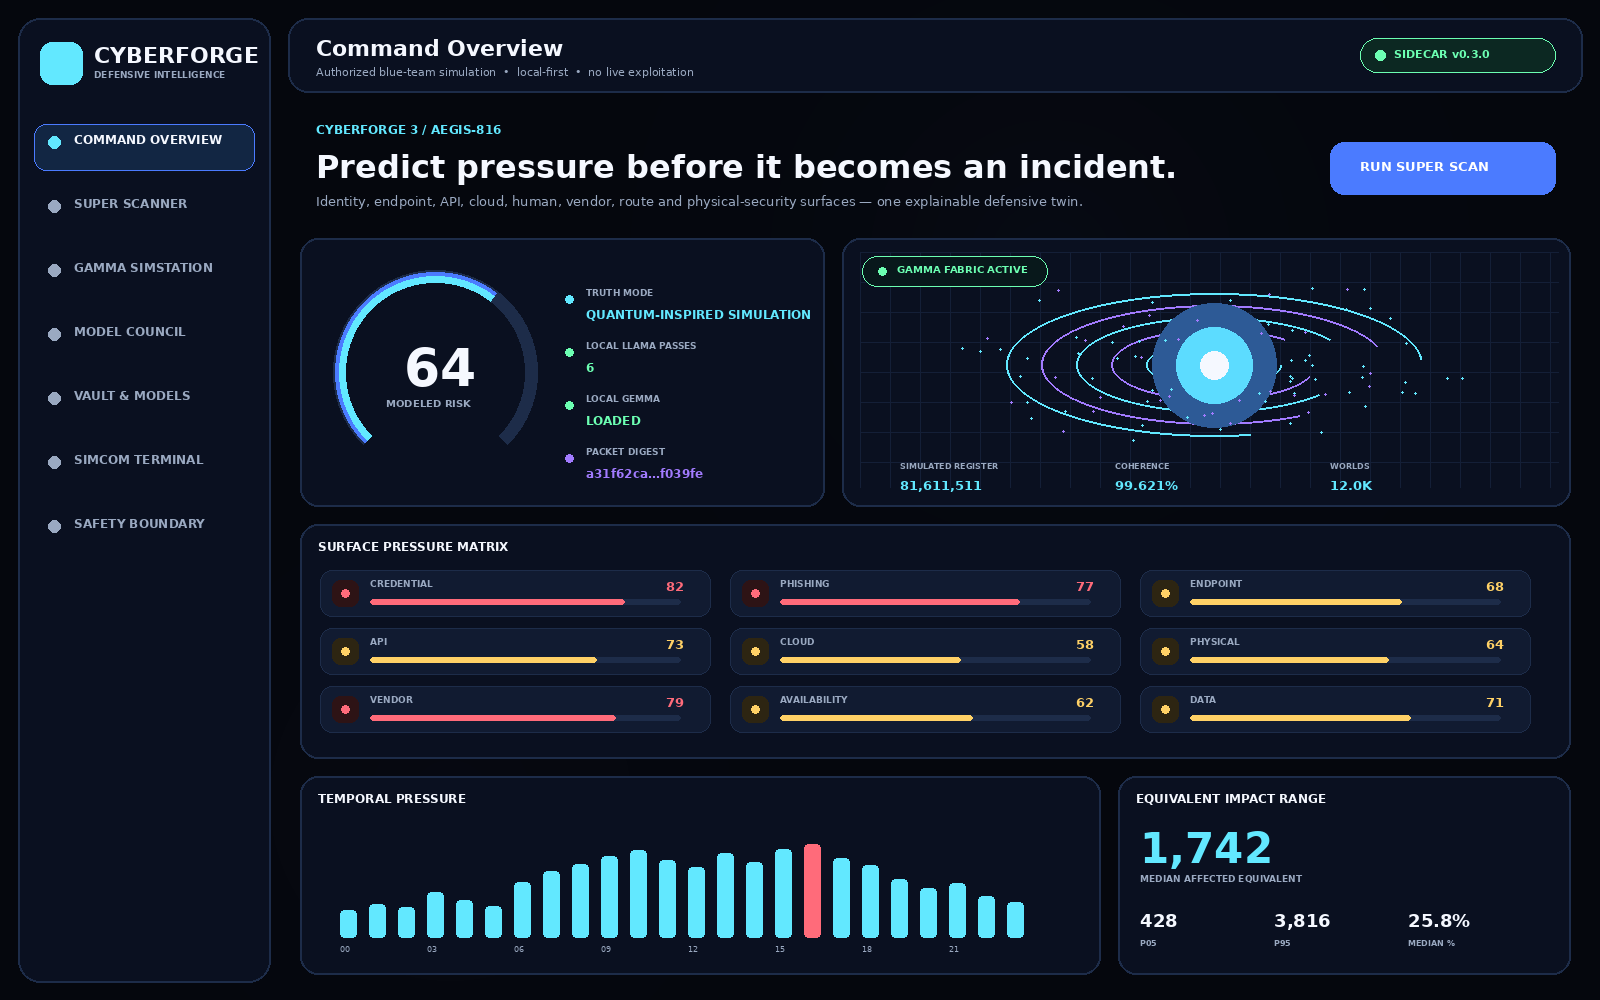 CYBERFORGE
DEFENSIVE INTELLIGENCE
COMMAND OVERVIEW
SUPER SCANNER
GAMMA SIMSTATION
MODEL COUNCIL
VAULT & MODELS
SIMCOM TERMINAL
SAFETY BOUNDARY
Command Overview
Authorized blue-team simulation • local-first • no live exploitation
SIDECAR v0.3.0
CYBERFORGE 3 / AEGIS-816
Predict pressure before it becomes an incident.
Identity, endpoint, API, cloud, human, vendor, route and physical-security surfaces — one explainable defensive twin.
RUN SUPER SCAN
64
MODELED RISK
TRUTH MODE
QUANTUM-INSPIRED SIMULATION
LOCAL LLAMA PASSES
6
LOCAL GEMMA
LOADED
PACKET DIGEST
a31f62ca…f039fe
GAMMA FABRIC ACTIVE
SIMULATED REGISTER
81,611,511
COHERENCE
99.621%
WORLDS
12.0K
SURFACE PRESSURE MATRIX
CREDENTIAL 82
PHISHING 77
ENDPOINT 68
API 73
CLOUD 58
PHYSICAL 64
VENDOR 79
AVAILABILITY 62
DATA 71
TEMPORAL PRESSURE
00 03 06 09 12 15 18 21
EQUIVALENT IMPACT RANGE
1,742
MEDIAN AFFECTED EQUIVALENT
428 3,816 25.8%
P05 P95 MEDIAN %